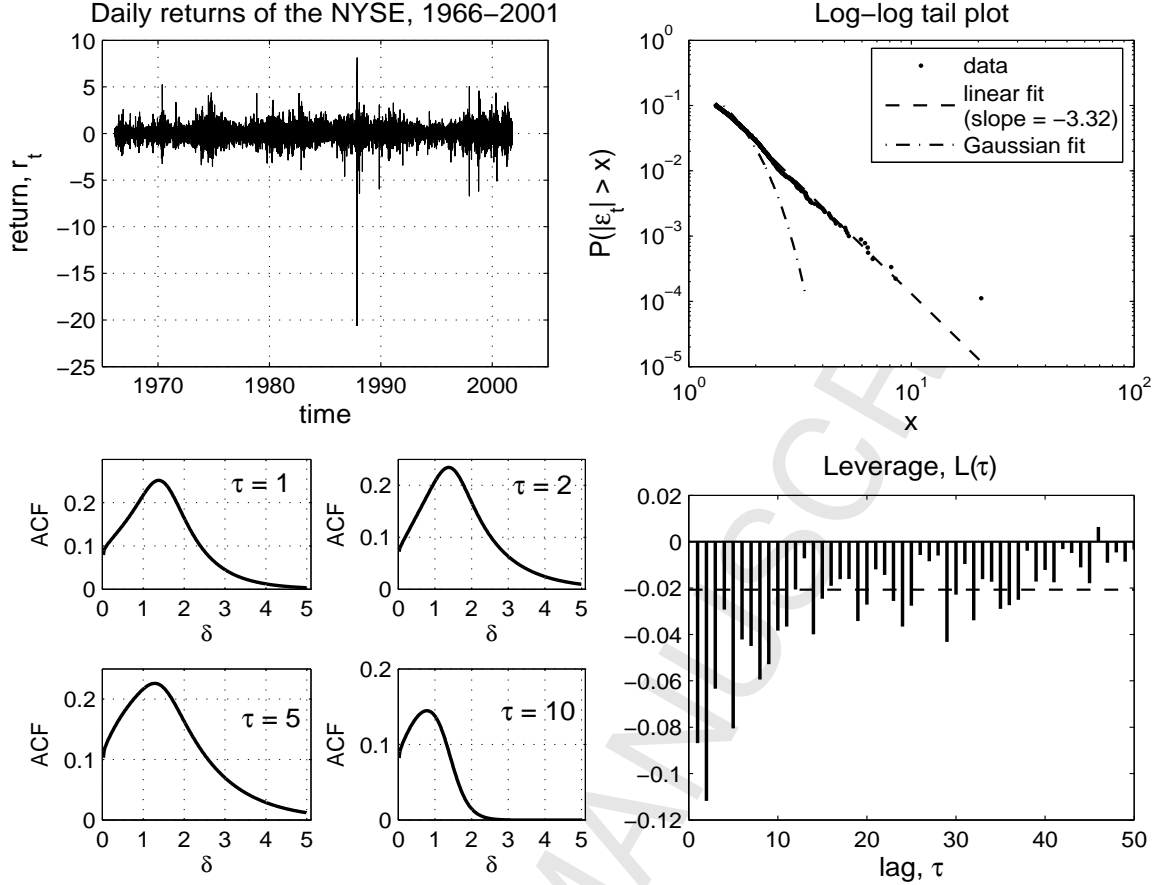 Daily returns of the NYSE, 1966−2001
5
0
−5
−10
−15
−20
−25
1970
1980
1990
2000
return, r_t
time
Log−log tail plot
10^0
10^−1
10^−2
10^−3
10^−4
10^−5
10^0
10^1
10^2
P(|ε_t| > x)
x
data
linear fit
(slope = −3.32)
Gaussian fit
0.2
0.1
0
0 1 2 3 4 5
ACF
δ
τ = 1
0.2
0.1
0
0 1 2 3 4 5
ACF
δ
τ = 2
0.2
0.1
0
0 1 2 3 4 5
ACF
δ
τ = 5
0.2
0.1
0
0 1 2 3 4 5
ACF
δ
τ = 10
Leverage, L(τ)
0.02
0
−0.02
−0.04
−0.06
−0.08
−0.1
−0.12
0 10 20 30 40 50
lag, τ